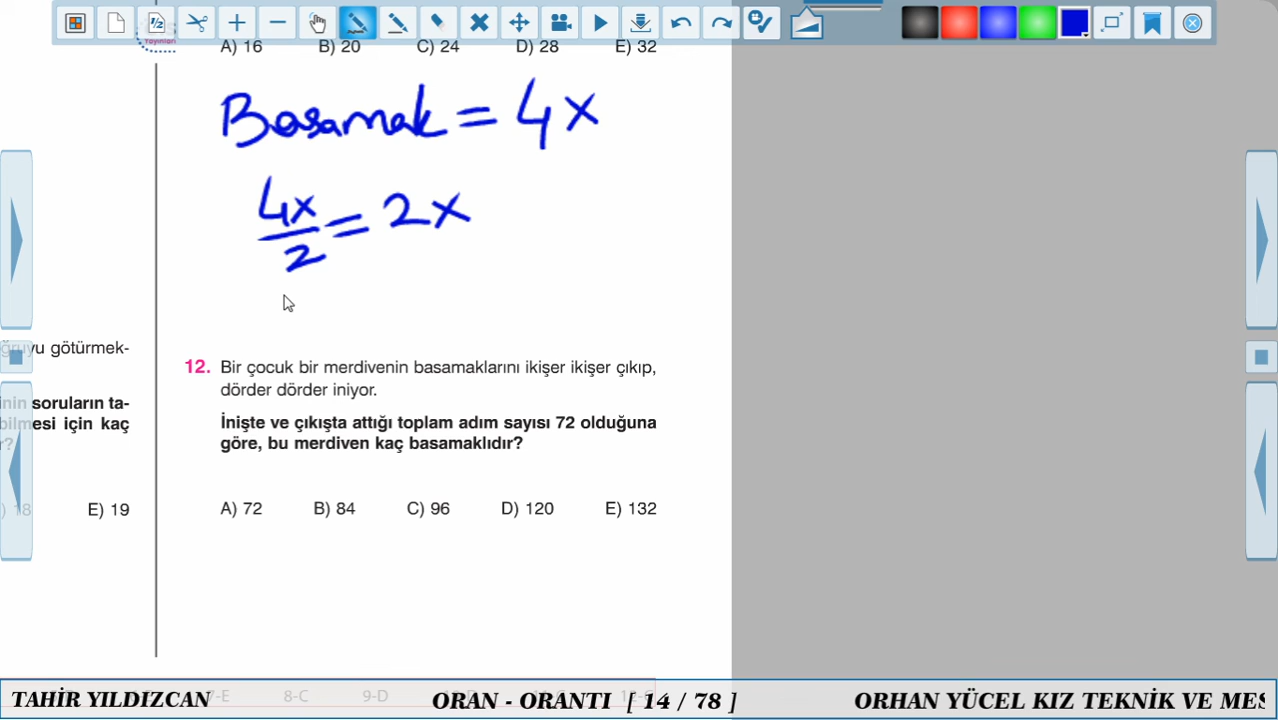 Yayınları
A) 16 B) 20 C) 24 D) 28 E) 32
Basamak = 4x
4x/2 = 2x
ğruyu götürmek-
nin soruların ta-
bilmesi için kaç
r?
) 18 E) 19
12. Bir çocuk bir merdivenin basamaklarını ikişer ikişer çıkıp,
dörder dörder iniyor.
İnişte ve çıkışta attığı toplam adım sayısı 72 olduğuna
göre, bu merdiven kaç basamaklıdır?
A) 72 B) 84 C) 96 D) 120 E) 132
7-E 8-C 9-D
TAHİR YILDIZCAN ORAN - ORANTI [ 14 / 78 ] ORHAN YÜCEL KIZ TEKNİK VE MES